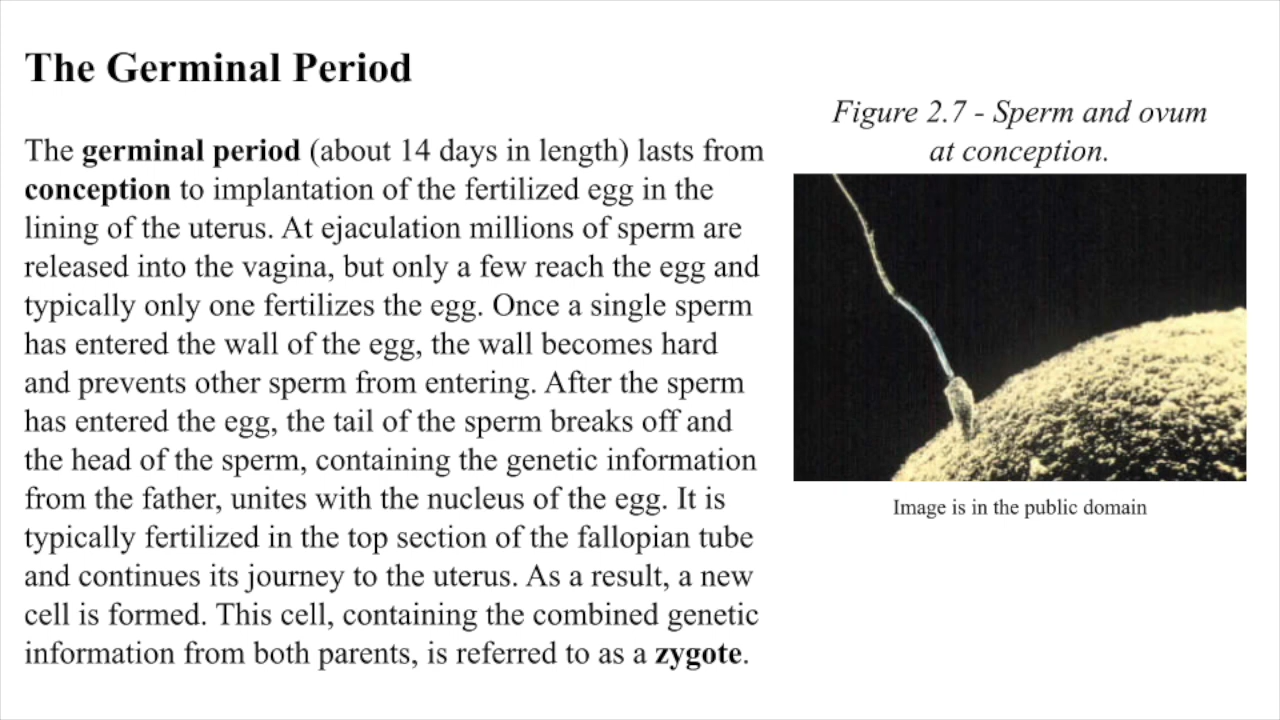 The Germinal Period
The germinal period (about 14 days in length) lasts from
conception to implantation of the fertilized egg in the
lining of the uterus. At ejaculation millions of sperm are
released into the vagina, but only a few reach the egg and
typically only one fertilizes the egg. Once a single sperm
has entered the wall of the egg, the wall becomes hard
and prevents other sperm from entering. After the sperm
has entered the egg, the tail of the sperm breaks off and
the head of the sperm, containing the genetic information
from the father, unites with the nucleus of the egg. It is
typically fertilized in the top section of the fallopian tube
and continues its journey to the uterus. As a result, a new
cell is formed. This cell, containing the combined genetic
information from both parents, is referred to as a zygote.
Figure 2.7 - Sperm and ovum
at conception.
Image is in the public domain